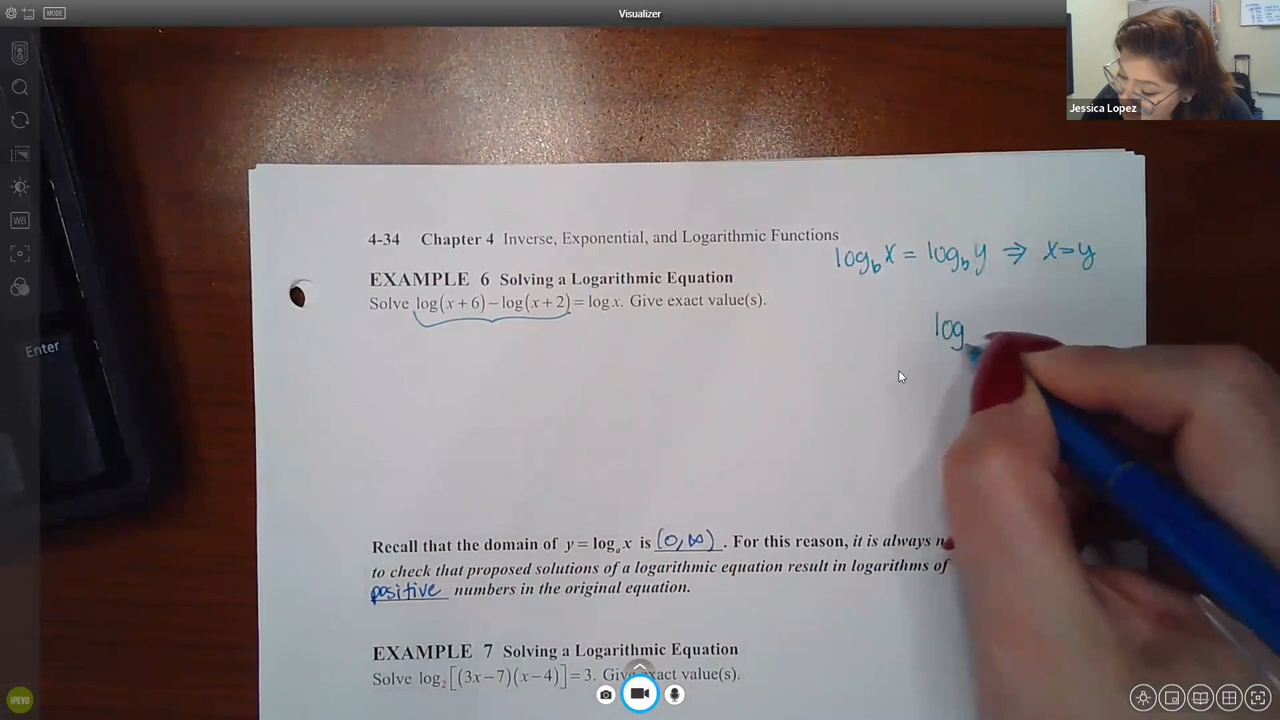 MODE
Visualizer
Jessica Lopez
WB
Enter
4-34 Chapter 4 Inverse, Exponential, and Logarithmic Functions
log_b x = log_b y ⇒ x=y
EXAMPLE 6 Solving a Logarithmic Equation
Solve log(x+6)−log(x+2)=log x. Give exact value(s).
log
Recall that the domain of y=log_a x is (0,∞). For this reason, it is always
to check that proposed solutions of a logarithmic equation result in logarithms of
positive numbers in the original equation.
EXAMPLE 7 Solving a Logarithmic Equation
Solve log₂[(3x−7)(x−4)]=3. Give exact value(s).
IPEVO